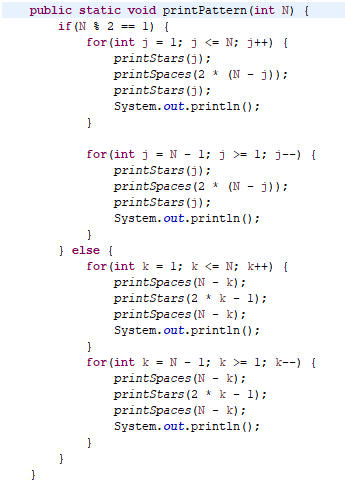 public static void printPattern(int N) {
if(N % 2 == 1) {
for(int j = 1; j <= N; j++) {
printStars(j);
printSpaces(2 * (N - j));
printStars(j);
System.out.println();
}
for(int j = N - 1; j >= 1; j--) {
printStars(j);
printSpaces(2 * (N - j));
printStars(j);
System.out.println();
}
} else {
for(int k = 1; k <= N; k++) {
printSpaces(N - k);
printStars(2 * k - 1);
printSpaces(N - k);
System.out.println();
}
for(int k = N - 1; k >= 1; k--) {
printSpaces(N - k);
printStars(2 * k - 1);
printSpaces(N - k);
System.out.println();
}
}
}